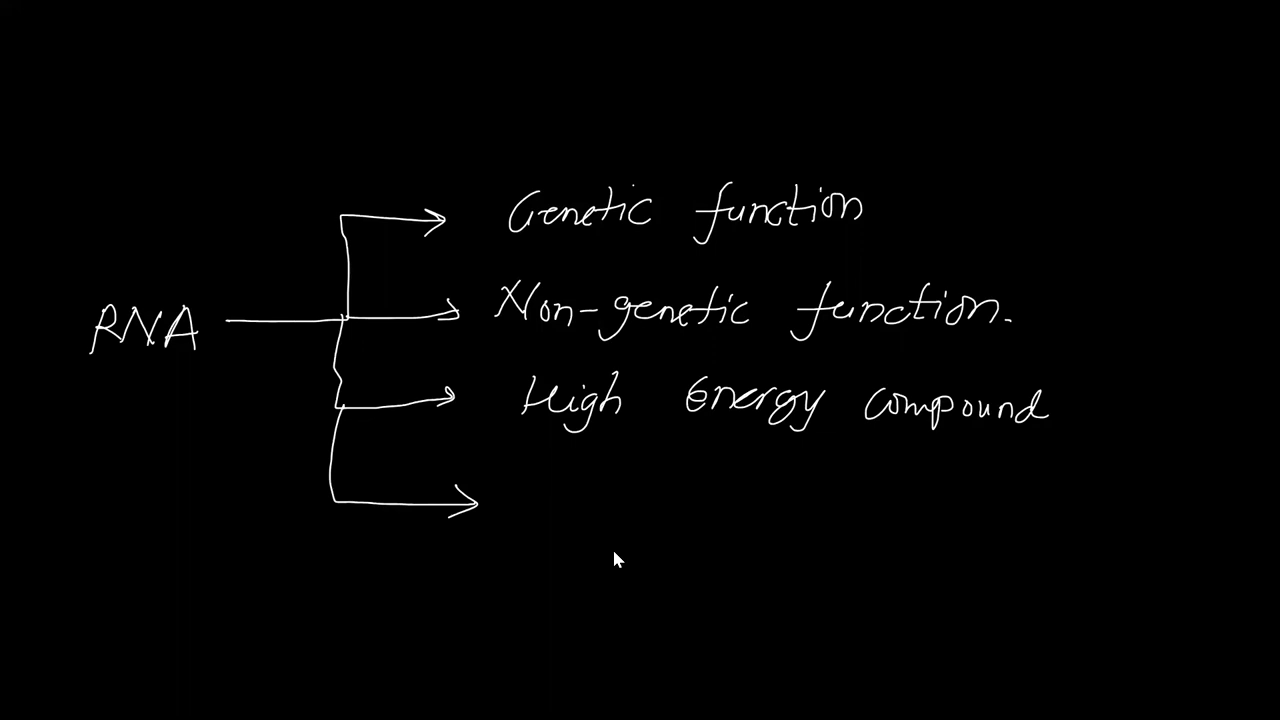 Genetic function
RNA
Non-genetic function.
High Energy compound